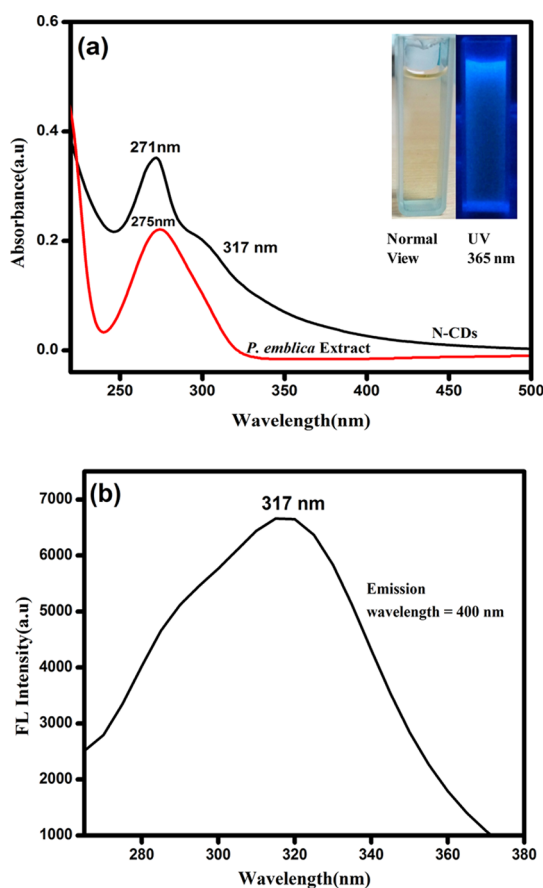 (a)
0.6
0.4
0.2
0.0
Absorbance(a.u)
271nm
275nm
317 nm
Normal View
UV 365 nm
N-CDs
P. emblica Extract
250 300 350 400 450 500
Wavelength(nm)
(b)
7000
6000
5000
4000
3000
2000
1000
FL Intensity(a.u)
317 nm
Emission
wavelength = 400 nm
280 300 320 340 360 380
Wavelength(nm)